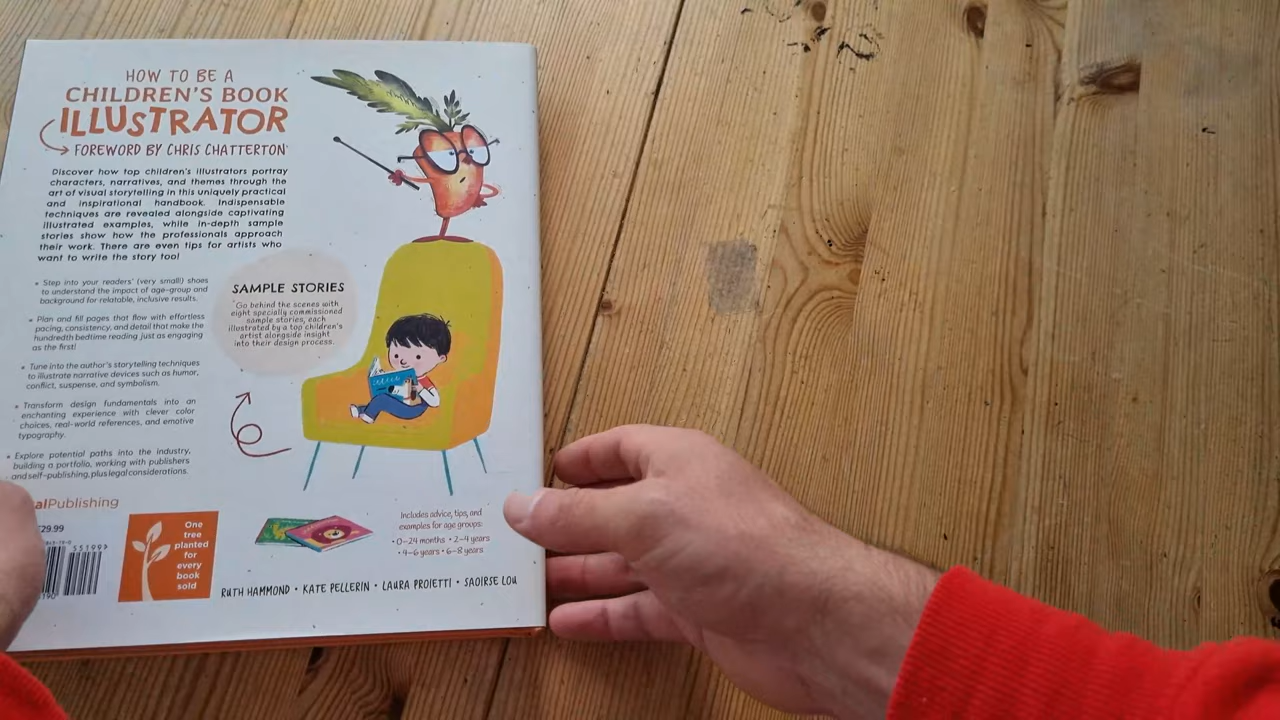 HOW TO BE A
CHILDREN'S BOOK
ILLUSTRATOR
FOREWORD BY CHRIS CHATTERTON
Discover how top children's illustrators portray
characters, narratives, and themes through the
art of visual storytelling in this uniquely practical
and inspirational handbook. Indispensable
techniques are revealed alongside captivating
illustrated examples, while in-depth sample
stories show how the professionals approach
their work. There are even tips for artists who
want to write the story too!
• Step into your readers' (very small) shoes
to understand the impact of age-group and
background for relatable, inclusive results.
• Plan and fill pages that flow with effortless
pacing, consistency, and detail that make the
hundredth bedtime reading just as engaging
as the first!
• Tune into the author's storytelling techniques
to illustrate narrative devices such as humor,
conflict, suspense, and symbolism.
• Transform design fundamentals into an
enchanting experience with clever color
choices, real-world references, and emotive
typography.
• Explore potential paths into the industry,
building a portfolio, working with publishers
and self-publishing, plus legal considerations.
SAMPLE STORIES
Go behind the scenes with
eight specially commissioned
sample stories, each
illustrated by a top children's
artist alongside insight
into their design process.
alPublishing
29.99
55199>
One
tree
planted
for
every
book
sold
Includes advice, tips, and
examples for age groups:
• 0–24 months • 2–4 years
• 4–6 years • 6–8 years
RUTH HAMMOND • KATE PELLERIN • LAURA PROIETTI • SAOIRSE LOU